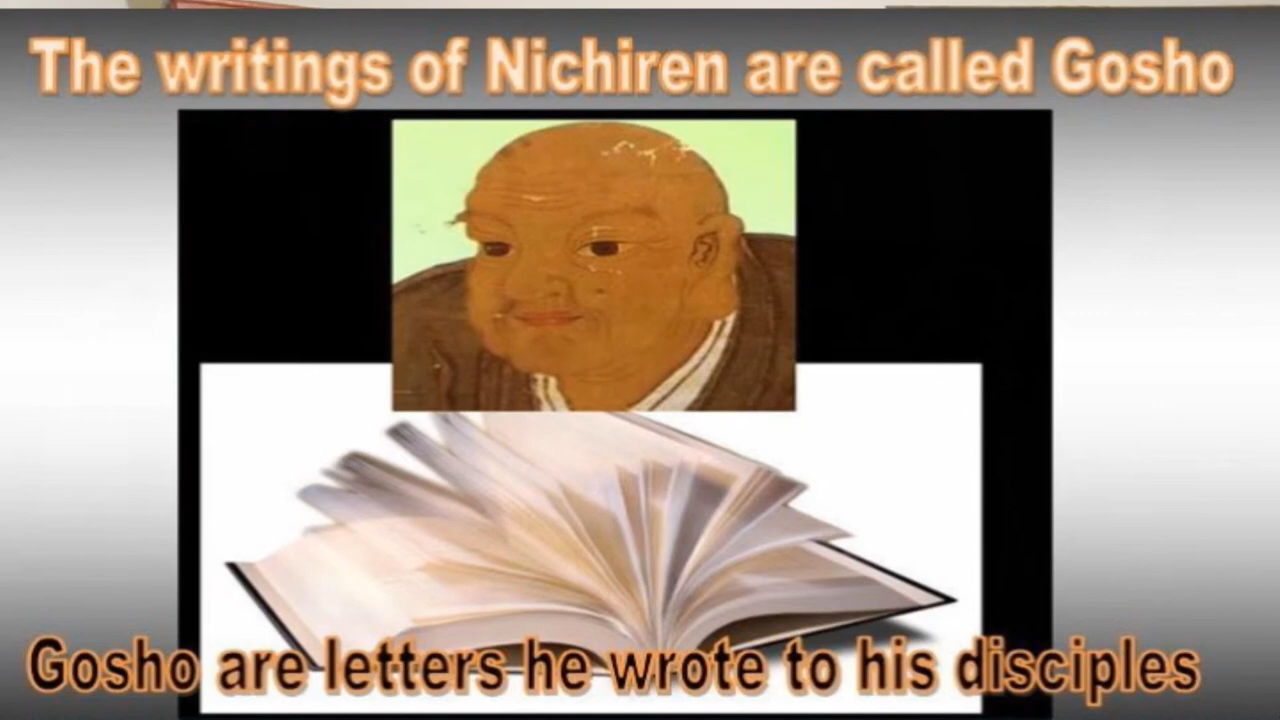 The writings of Nichiren are called Gosho
Gosho are letters he wrote to his disciples